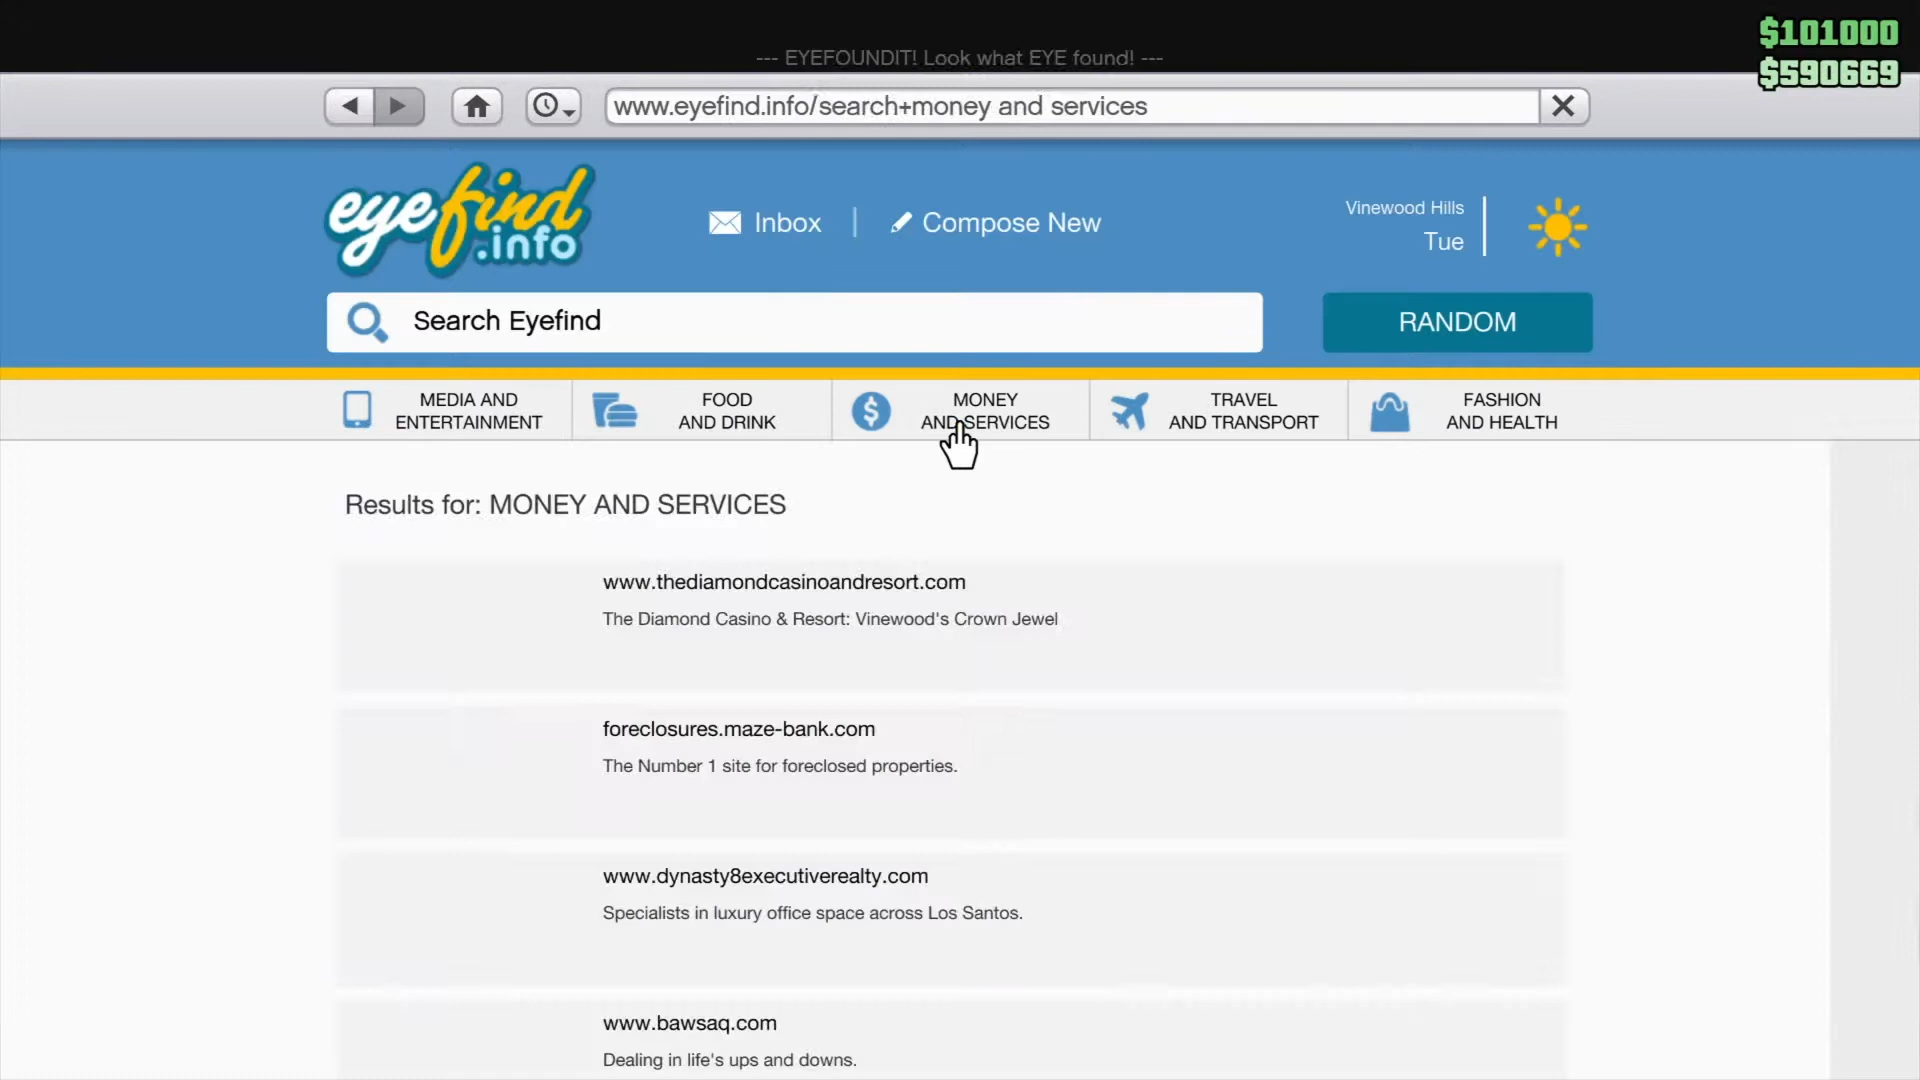 $101000
--- EYEFOUNDIT! Look what EYE found! ---
$590669
www.eyefind.info/search+money and services
eyefind
.info
Inbox
Compose New
Vinewood Hills
Tue
Search Eyefind
RANDOM
MEDIA AND
ENTERTAINMENT
FOOD
AND DRINK
MONEY
AND SERVICES
TRAVEL
AND TRANSPORT
FASHION
AND HEALTH
Results for: MONEY AND SERVICES
www.thediamondcasinoandresort.com
The Diamond Casino & Resort: Vinewood's Crown Jewel
foreclosures.maze-bank.com
The Number 1 site for foreclosed properties.
www.dynasty8executiverealty.com
Specialists in luxury office space across Los Santos.
www.bawsaq.com
Dealing in life's ups and downs.